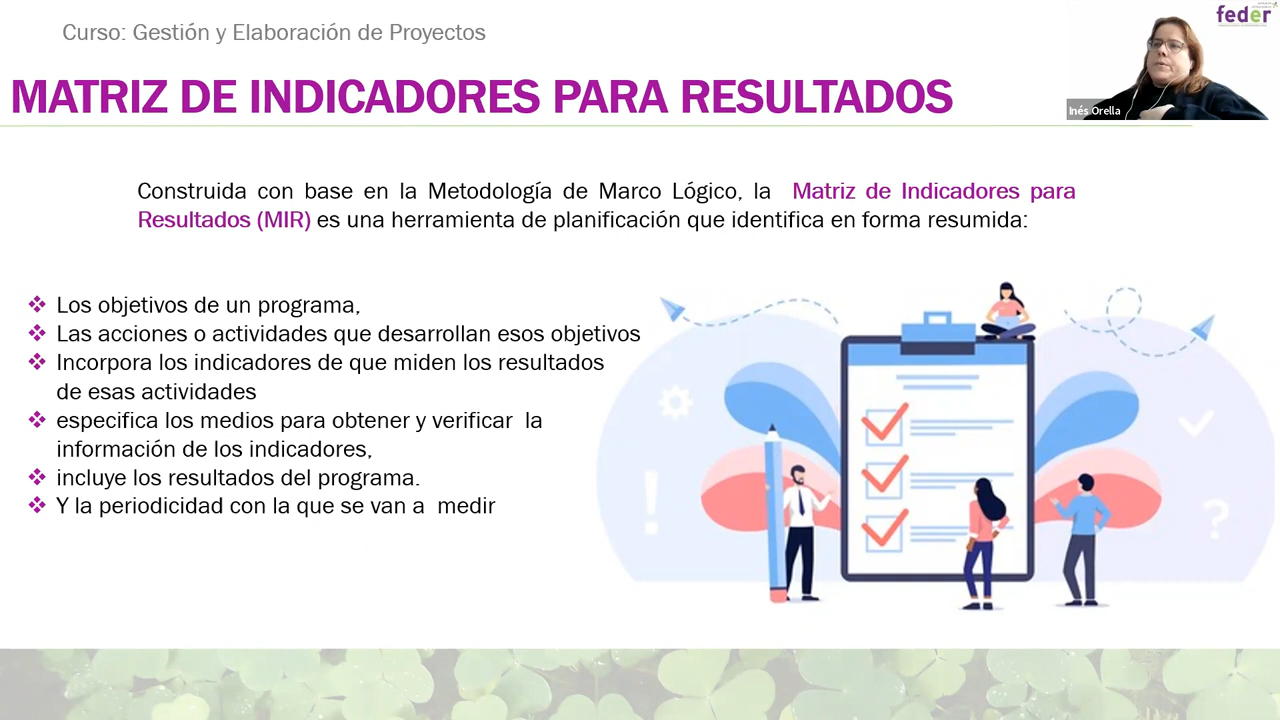 Curso: Gestión y Elaboración de Proyectos
feder
MATRIZ DE INDICADORES PARA RESULTADOS
Inés Orella
Construida con base en la Metodología de Marco Lógico, la Matriz de Indicadores para
Resultados (MIR) es una herramienta de planificación que identifica en forma resumida:
❖ Los objetivos de un programa,
❖ Las acciones o actividades que desarrollan esos objetivos
❖ Incorpora los indicadores de que miden los resultados
de esas actividades
❖ especifica los medios para obtener y verificar la
información de los indicadores,
❖ incluye los resultados del programa.
❖ Y la periodicidad con la que se van a medir